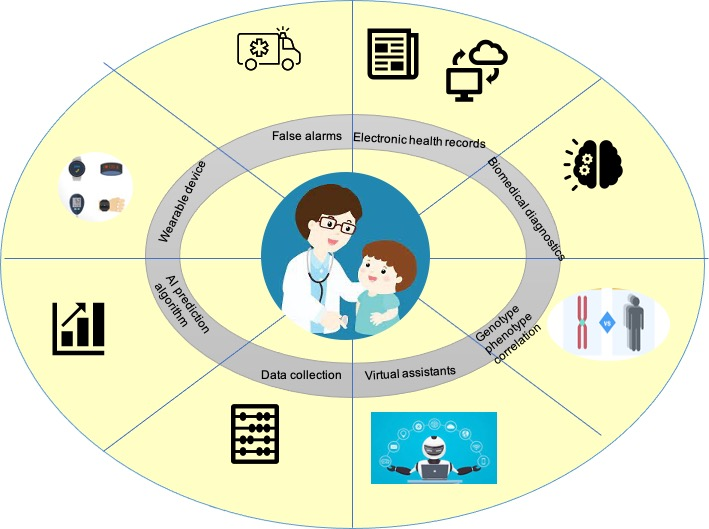 False alarms
Electronic health records
Wearable device
Biomedical diagnostics
AI prediction
algorithm
Genotype
phenotype
correlation
VS
Data collection
Virtual assistants